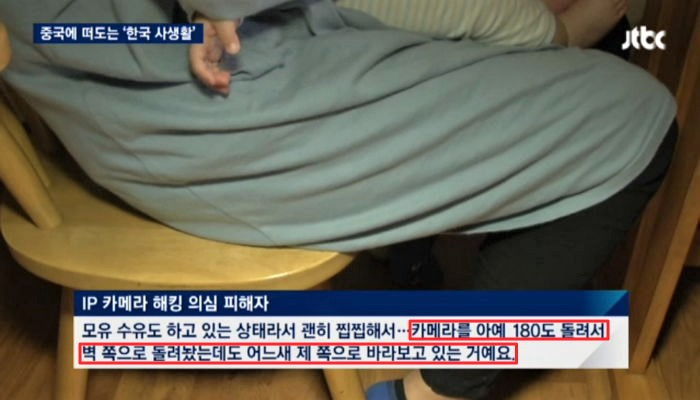 중국에 떠도는 '한국 사생활'
jtbc
IP 카메라 해킹 의심 피해자
모유 수유도 하고 있는 상태라서 괜히 찝찝해서…카메라를 아예 180도 돌려서
벽 쪽으로 돌려놨는데도 어느새 제 쪽으로 바라보고 있는 거예요.